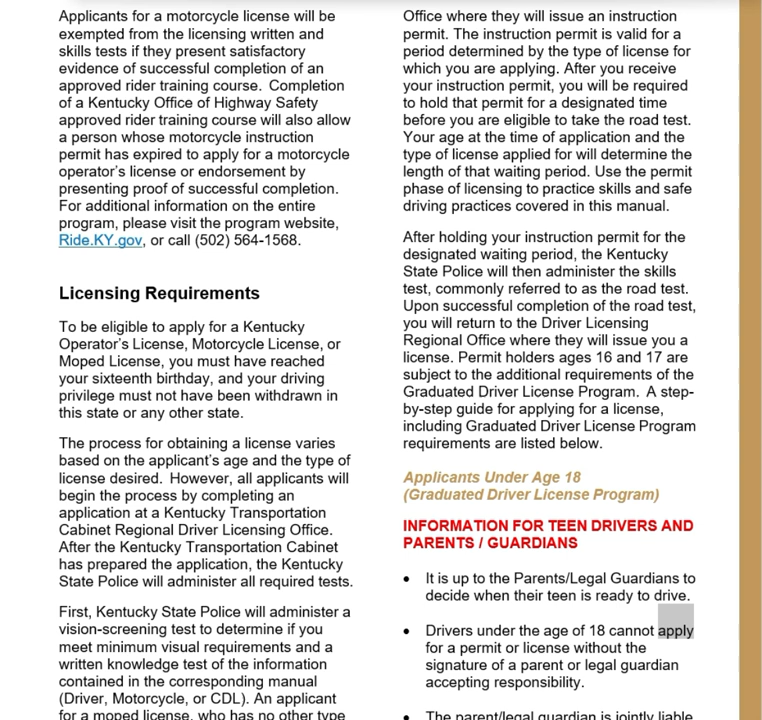 Applicants for a motorcycle license will be
exempted from the licensing written and
skills tests if they present satisfactory
evidence of successful completion of an
approved rider training course.  Completion
of a Kentucky Office of Highway Safety
approved rider training course will also allow
a person whose motorcycle instruction
permit has expired to apply for a motorcycle
operator's license or endorsement by
presenting proof of successful completion.
For additional information on the entire
program, please visit the program website,
Ride.KY.gov, or call (502) 564-1568.
Licensing Requirements
To be eligible to apply for a Kentucky
Operator's License, Motorcycle License, or
Moped License, you must have reached
your sixteenth birthday, and your driving
privilege must not have been withdrawn in
this state or any other state.
The process for obtaining a license varies
based on the applicant's age and the type of
license desired.  However, all applicants will
begin the process by completing an
application at a Kentucky Transportation
Cabinet Regional Driver Licensing Office.
After the Kentucky Transportation Cabinet
has prepared the application, the Kentucky
State Police will administer all required tests.
First, Kentucky State Police will administer a
vision-screening test to determine if you
meet minimum visual requirements and a
written knowledge test of the information
contained in the corresponding manual
(Driver, Motorcycle, or CDL). An applicant
for a moped license, who has no other type
Office where they will issue an instruction
permit. The instruction permit is valid for a
period determined by the type of license for
which you are applying. After you receive
your instruction permit, you will be required
to hold that permit for a designated time
before you are eligible to take the road test.
Your age at the time of application and the
type of license applied for will determine the
length of that waiting period. Use the permit
phase of licensing to practice skills and safe
driving practices covered in this manual.
After holding your instruction permit for the
designated waiting period, the Kentucky
State Police will then administer the skills
test, commonly referred to as the road test.
Upon successful completion of the road test,
you will return to the Driver Licensing
Regional Office where they will issue you a
license. Permit holders ages 16 and 17 are
subject to the additional requirements of the
Graduated Driver License Program.  A step-
by-step guide for applying for a license,
including Graduated Driver License Program
requirements are listed below.
Applicants Under Age 18
(Graduated Driver License Program)
INFORMATION FOR TEEN DRIVERS AND
PARENTS / GUARDIANS
• It is up to the Parents/Legal Guardians to
decide when their teen is ready to drive.
• Drivers under the age of 18 cannot apply
for a permit or license without the
signature of a parent or legal guardian
accepting responsibility.
• The parent/legal guardian is jointly liable